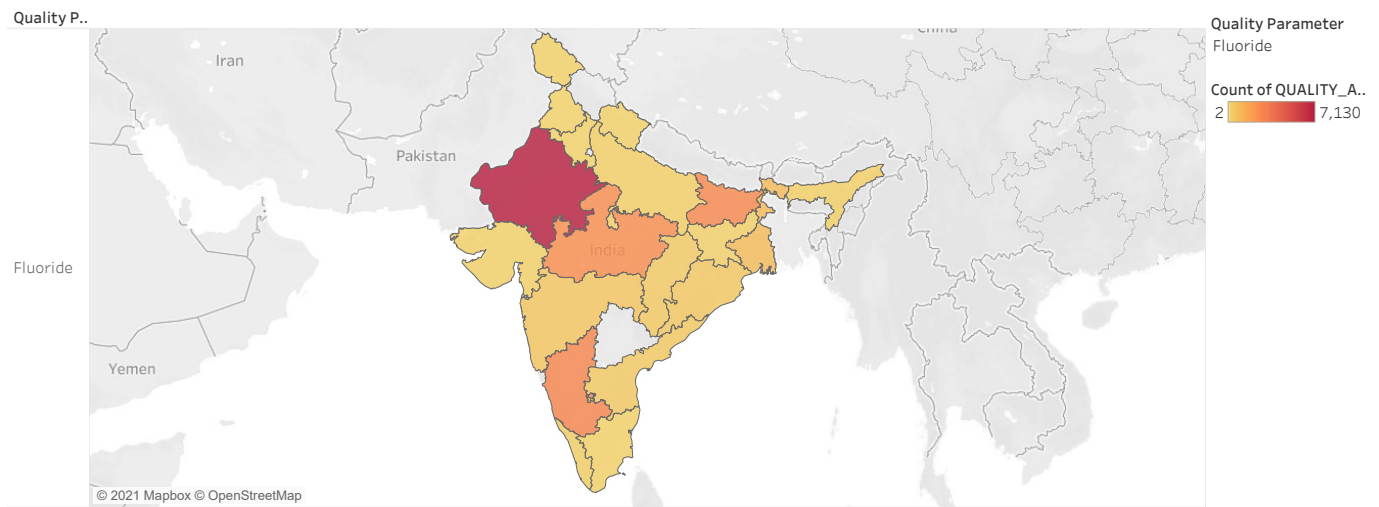 Quality P..
Fluoride
China
Iran
Pakistan
India
Yemen
© 2021 Mapbox © OpenStreetMap
Quality Parameter
Fluoride
Count of QUALITY_A..
2 7,130